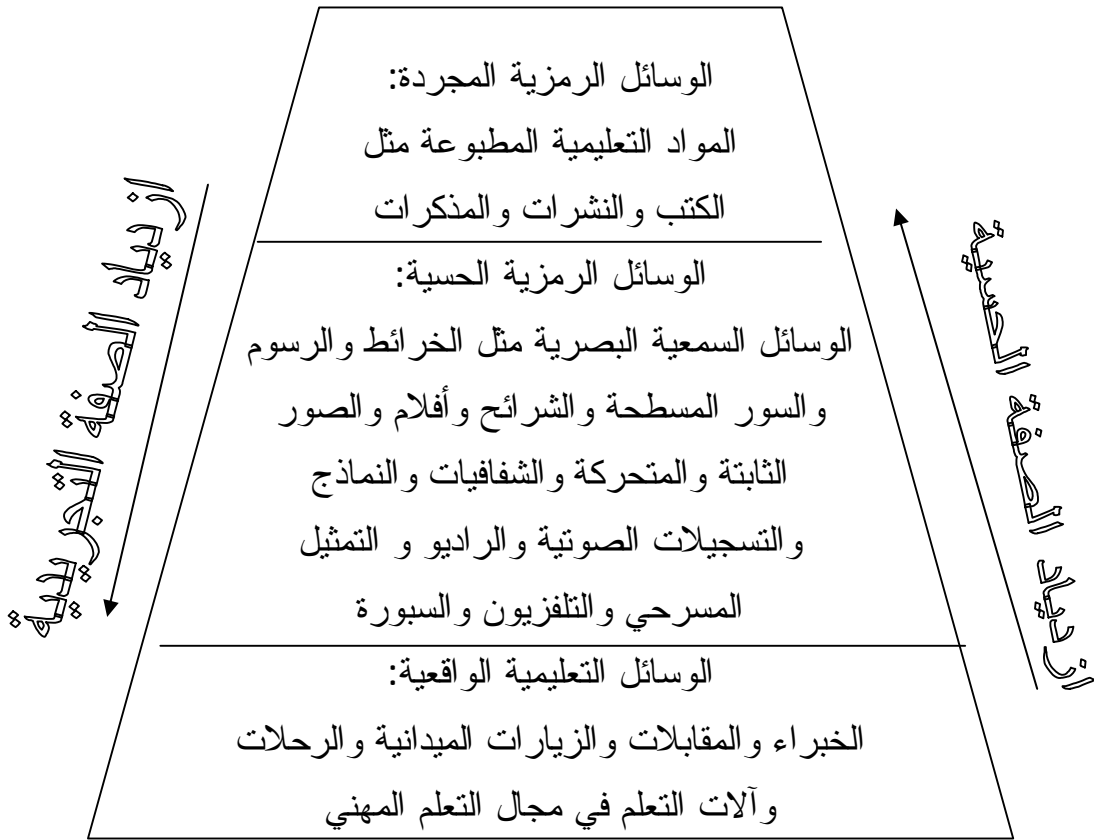 الوسائل الرمزية المجردة:
المواد التعليمية المطبوعة مثل
الكتب والنشرات والمذكرات
الوسائل الرمزية الحسية:
الوسائل السمعية البصرية مثل الخرائط والرسوم
والسور المسطحة والشرائح وأفلام والصور
الثابتة والمتحركة والشفافيات والنماذج
والتسجيلات الصوتية والراديو و التمثيل
المسرحي والتلفزيون والسبورة
الوسائل التعليمية الواقعية:
الخبراء والمقابلات والزيارات الميدانية والرحلات
وآلات التعلم في مجال التعلم المهني
ازدياد الصفة الحسية
ازدياد الصفة التجريبية